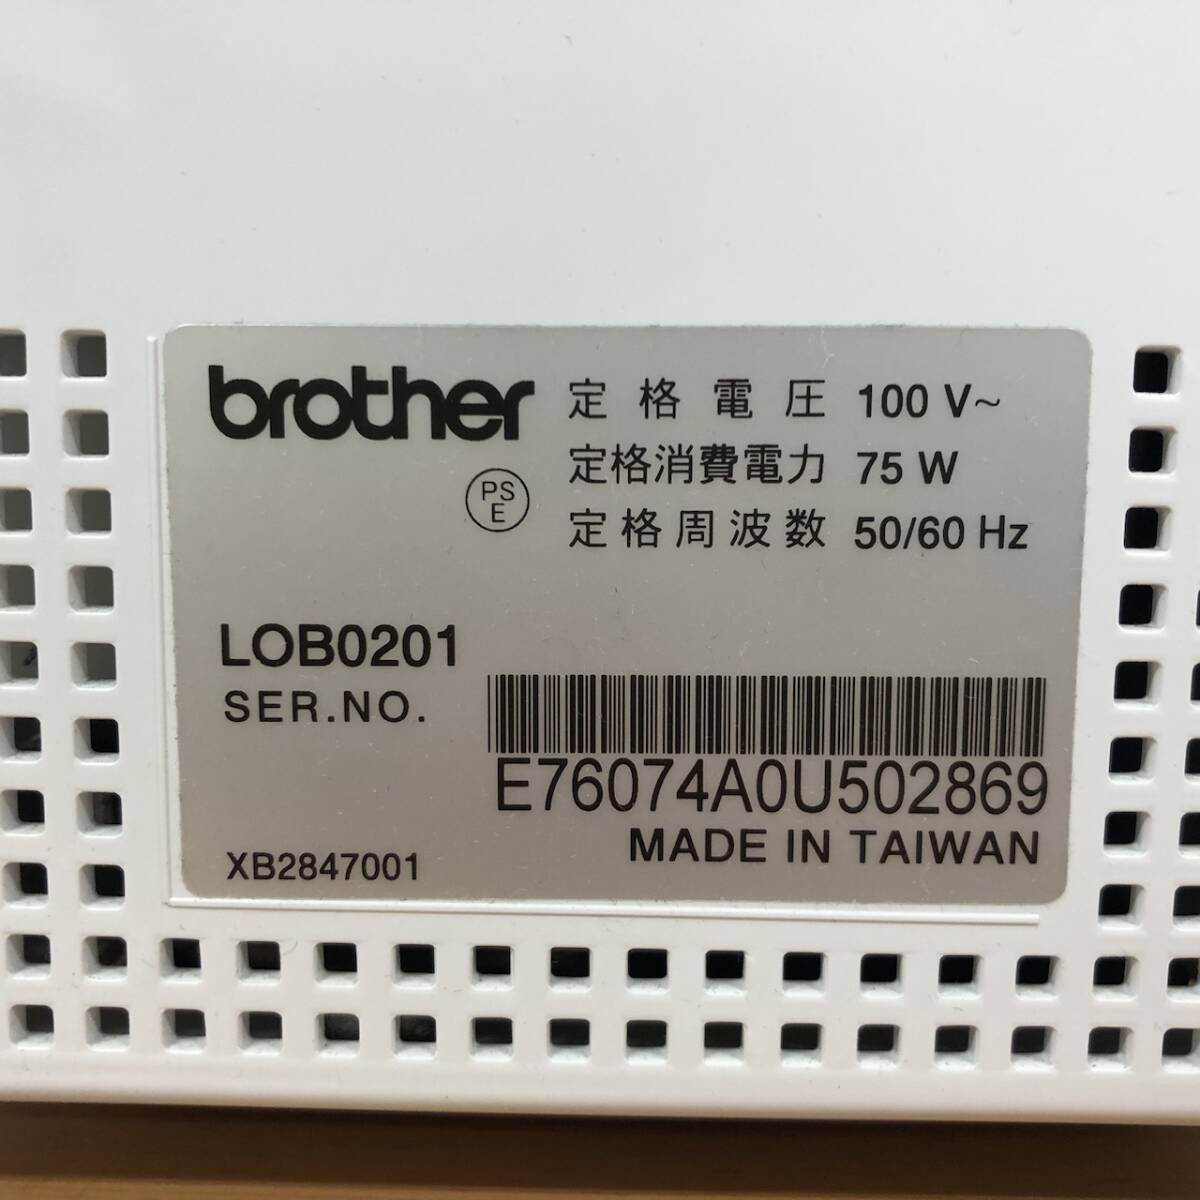 brother
定格電圧 100 V~
定格消費電力 75 W
定格周波数 50/60 Hz
PS
E
LOB0201
SER.NO.
E76074A0U502869
MADE IN TAIWAN
XB2847001